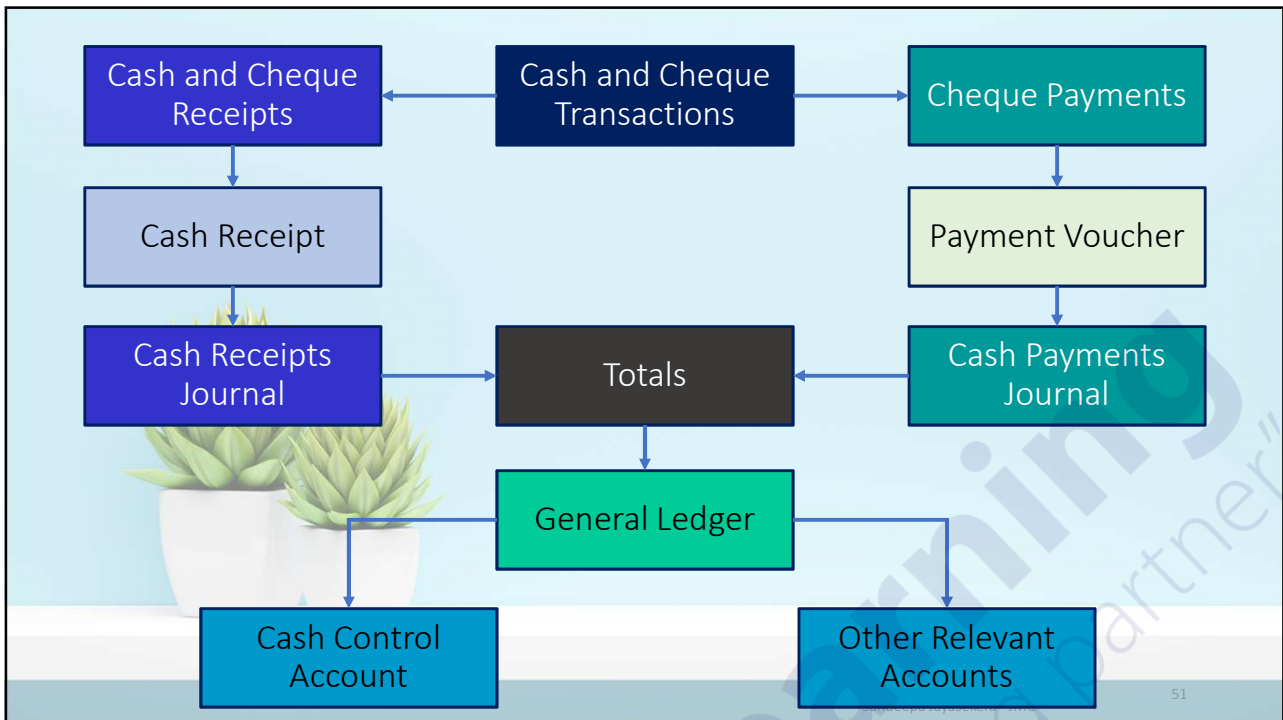 Cash and Cheque
Receipts
Cash and Cheque
Transactions
Cheque Payments
Cash Receipt
Payment Voucher
Cash Receipts
Journal
Totals
Cash Payments
Journal
General Ledger
Cash Control
Account
Other Relevant
Accounts
51